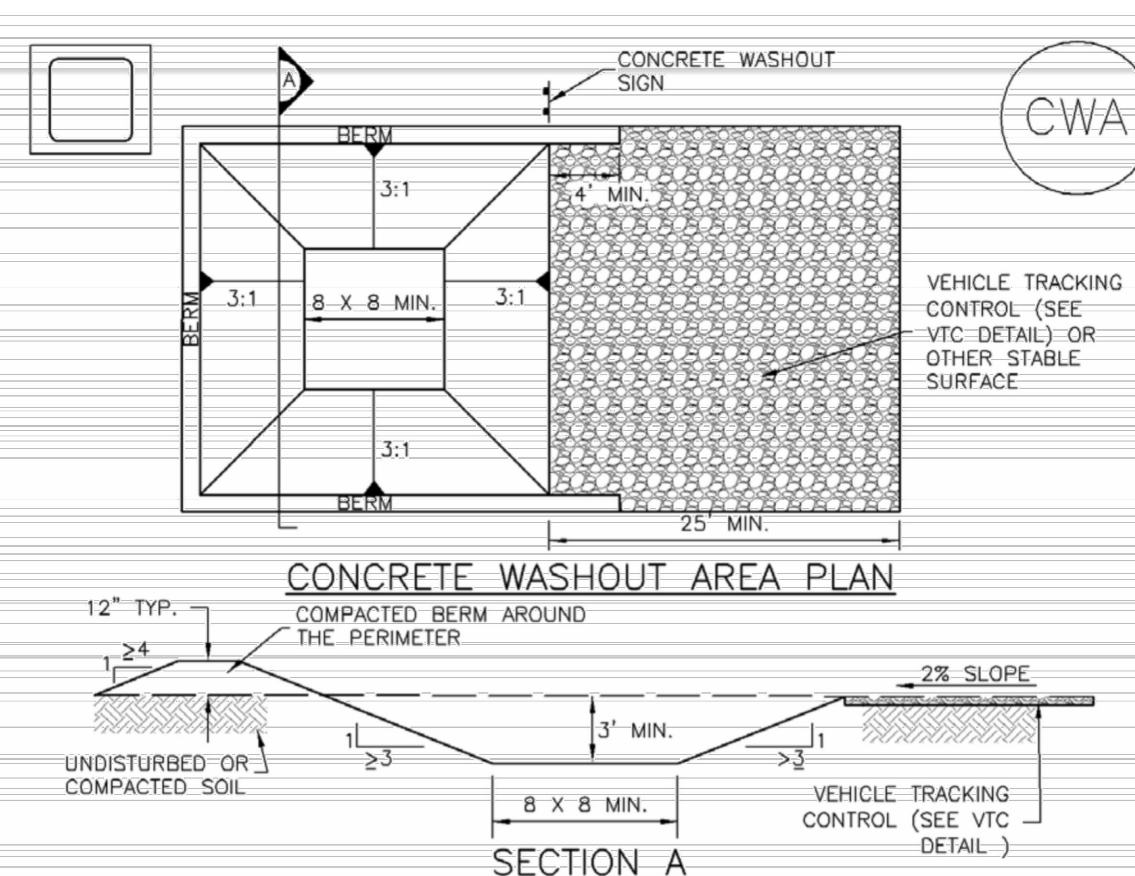 CONCRETE WASHOUT
SIGN
A
CWA
BERM
3:1
4' MIN.
3:1
8 X 8 MIN.
3:1
BERM
VEHICLE TRACKING
CONTROL (SEE
VTC DETAIL) OR
OTHER STABLE
SURFACE
3:1
BERM
25' MIN.
CONCRETE WASHOUT AREA PLAN
12" TYP.
COMPACTED BERM AROUND
THE PERIMETER
1 ≥4
2% SLOPE
3' MIN.
1
≥3
1
>3
UNDISTURBED OR
COMPACTED SOIL
8 X 8 MIN.
VEHICLE TRACKING
CONTROL (SEE VTC
DETAIL )
SECTION A